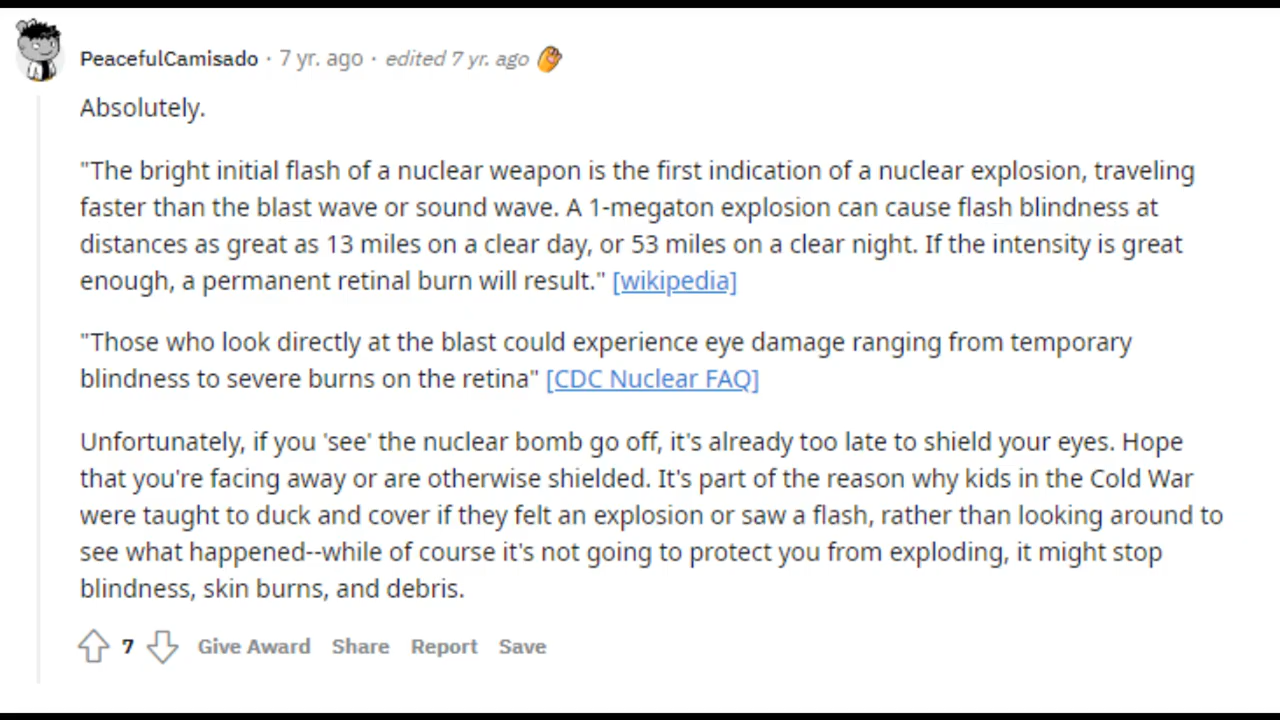 PeacefulCamisado · 7 yr. ago · edited 7 yr. ago
Absolutely.
"The bright initial flash of a nuclear weapon is the first indication of a nuclear explosion, traveling
faster than the blast wave or sound wave. A 1-megaton explosion can cause flash blindness at
distances as great as 13 miles on a clear day, or 53 miles on a clear night. If the intensity is great
enough, a permanent retinal burn will result." [wikipedia]
"Those who look directly at the blast could experience eye damage ranging from temporary
blindness to severe burns on the retina" [CDC Nuclear FAQ]
Unfortunately, if you 'see' the nuclear bomb go off, it's already too late to shield your eyes. Hope
that you're facing away or are otherwise shielded. It's part of the reason why kids in the Cold War
were taught to duck and cover if they felt an explosion or saw a flash, rather than looking around to
see what happened--while of course it's not going to protect you from exploding, it might stop
blindness, skin burns, and debris.
7 Give Award Share Report Save